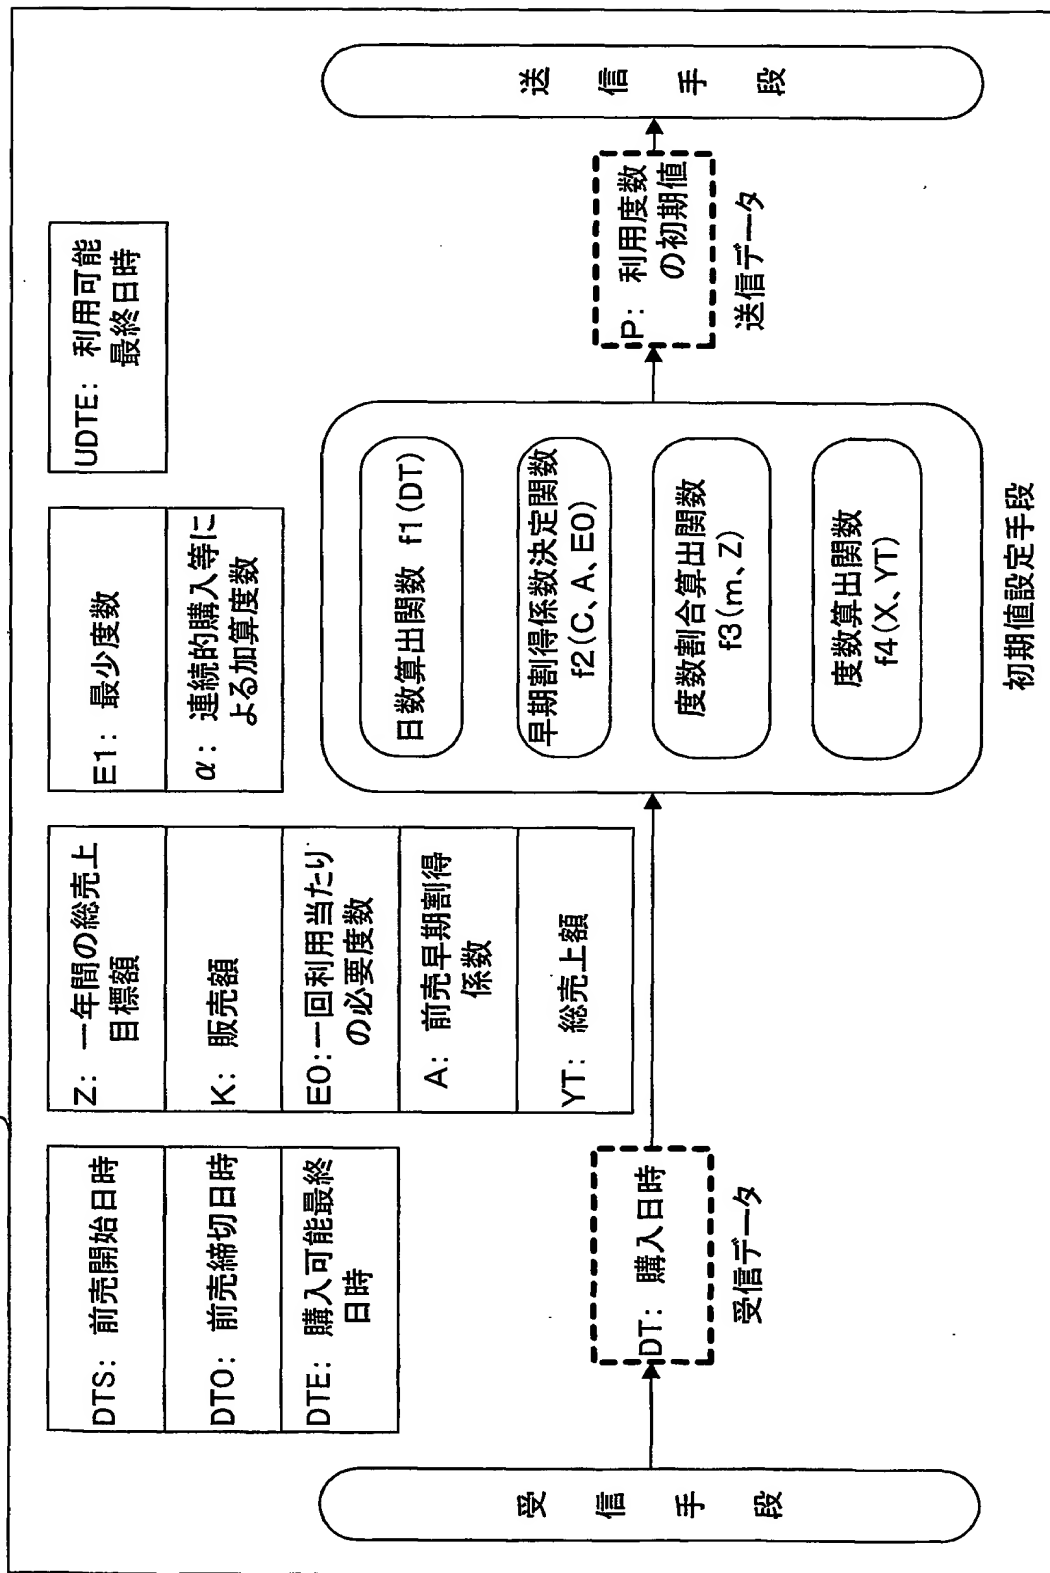 DTS: 前売開始日時
DTO: 前売締切日時
DTE: 購入可能最終
日時
Z: 一年間の総売上
目標額
K: 販売額
EO:一回利用当たり
の必要度数
A: 前売早期割得
係数
YT: 総売上額
E1: 最少度数
α: 連続的購入等に
よる加算度数
UDTE: 利用可能
最終日時
受信手段
DT: 購入日時
受信データ
日数算出関数 f1(DT)
早期割得係数決定関数
f2(C、A、EO)
度数割合算出関数
f3(m、Z)
度数算出関数
f4(X、YT)
初期値設定手段
P: 利用度数
の初期値
送信データ
送信手段